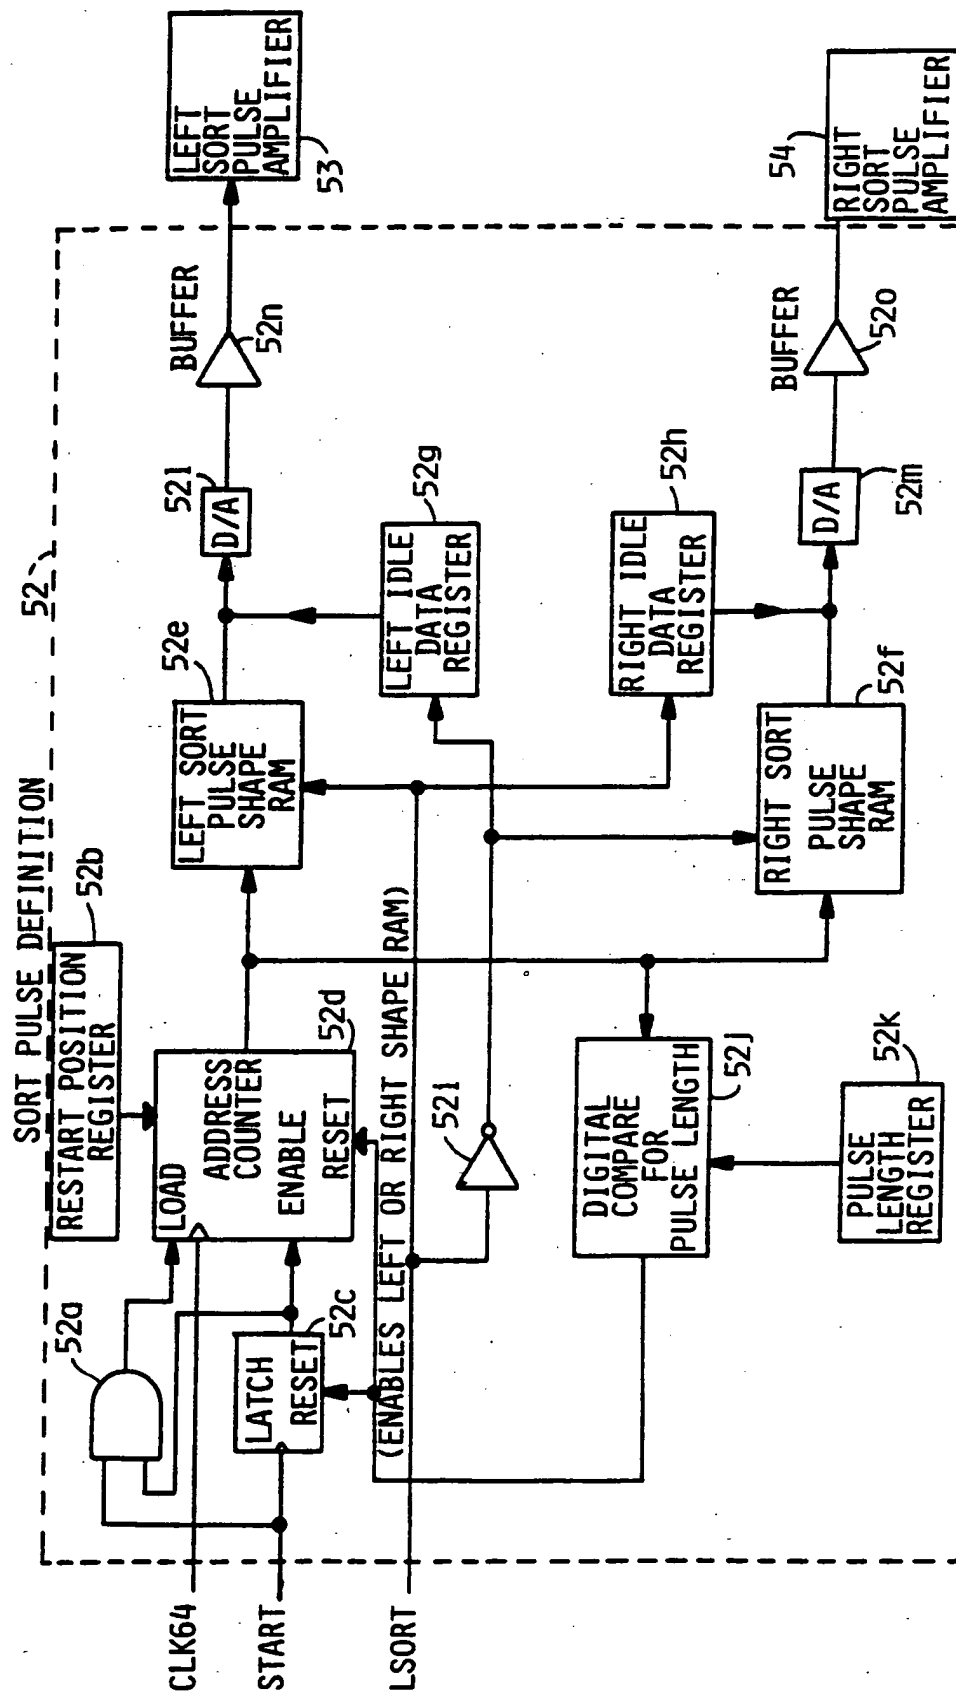 SORT PULSE DEFINITION
52
RESTART POSITION
REGISTER
52b
52a
LOAD
ADDRESS
COUNTER
ENABLE
RESET
52d
LATCH
RESET
52c
CLK64
START
LSORT
(ENABLES LEFT OR RIGHT SHAPE RAM)
52i
LEFT SORT
PULSE
SHAPE
RAM
52e
D/A
52l
BUFFER
52n
LEFT
SORT
PULSE
AMPLIFIER
53
LEFT IDLE
DATA
REGISTER
52g
RIGHT IDLE
DATA
REGISTER
52h
DIGITAL
COMPARE
FOR
PULSE LENGTH
52j
PULSE
LENGTH
REGISTER
52k
RIGHT SORT
PULSE
SHAPE
RAM
52f
D/A
52m
BUFFER
52o
RIGHT
SORT
PULSE
AMPLIFIER
54